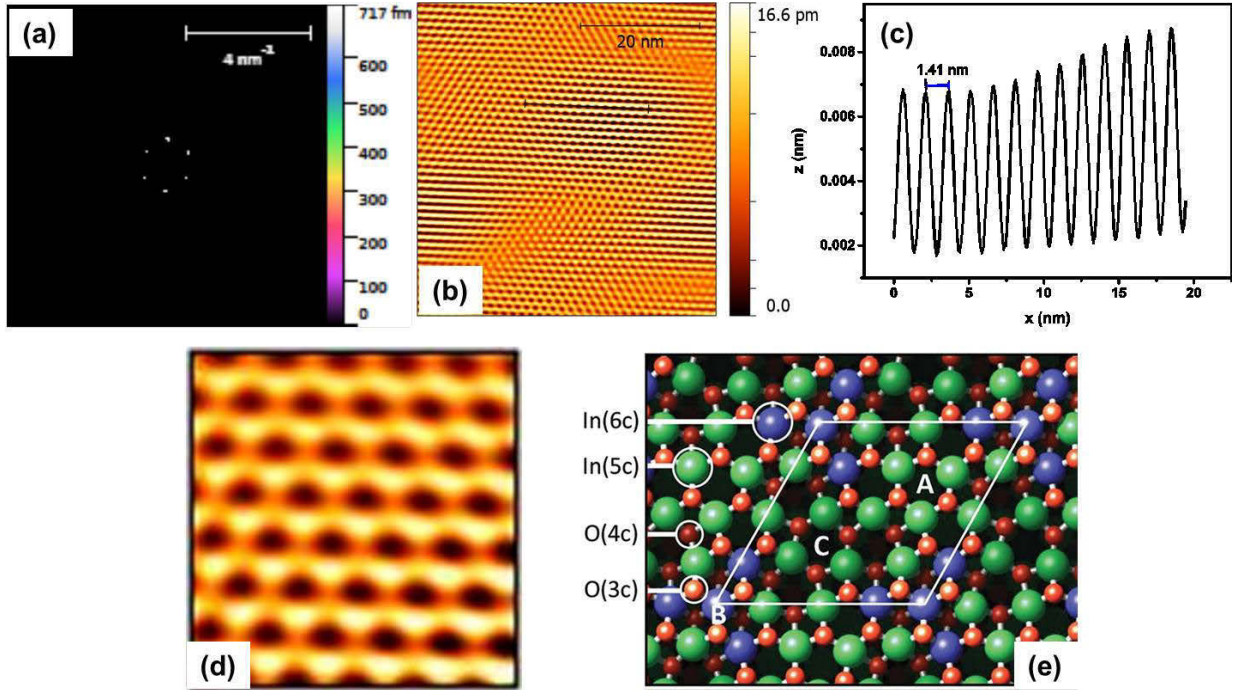 (a)
4 nm⁻¹
717 fm
600
500
400
300
200
100
0
(b)
20 nm
16.6 pm
0.0
(c)
1.41 nm
0.008
0.006
0.004
0.002
z (nm)
0
5
10
15
20
x (nm)
(d)
In(6c)
In(5c)
O(4c)
O(3c)
A
C
B
(e)